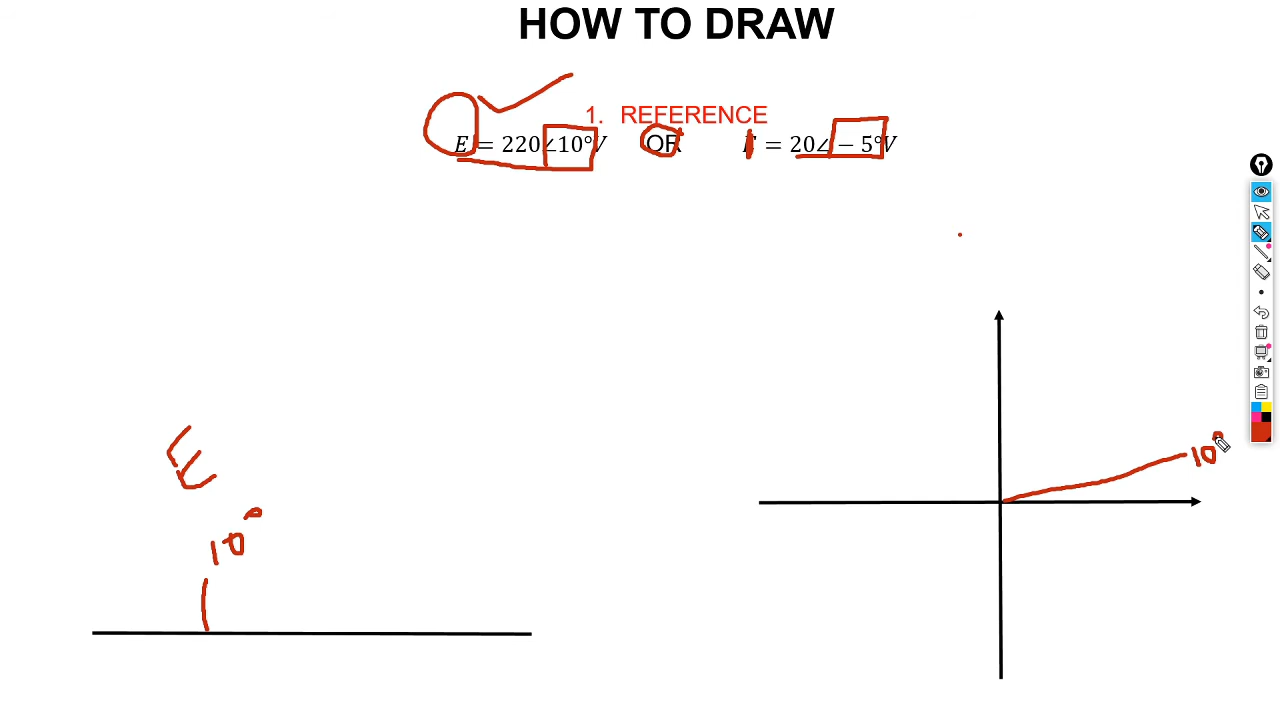 HOW TO DRAW
1. REFERENCE
E = 220∠10°V OR = 20∠ − 5°V
E
10°
10°